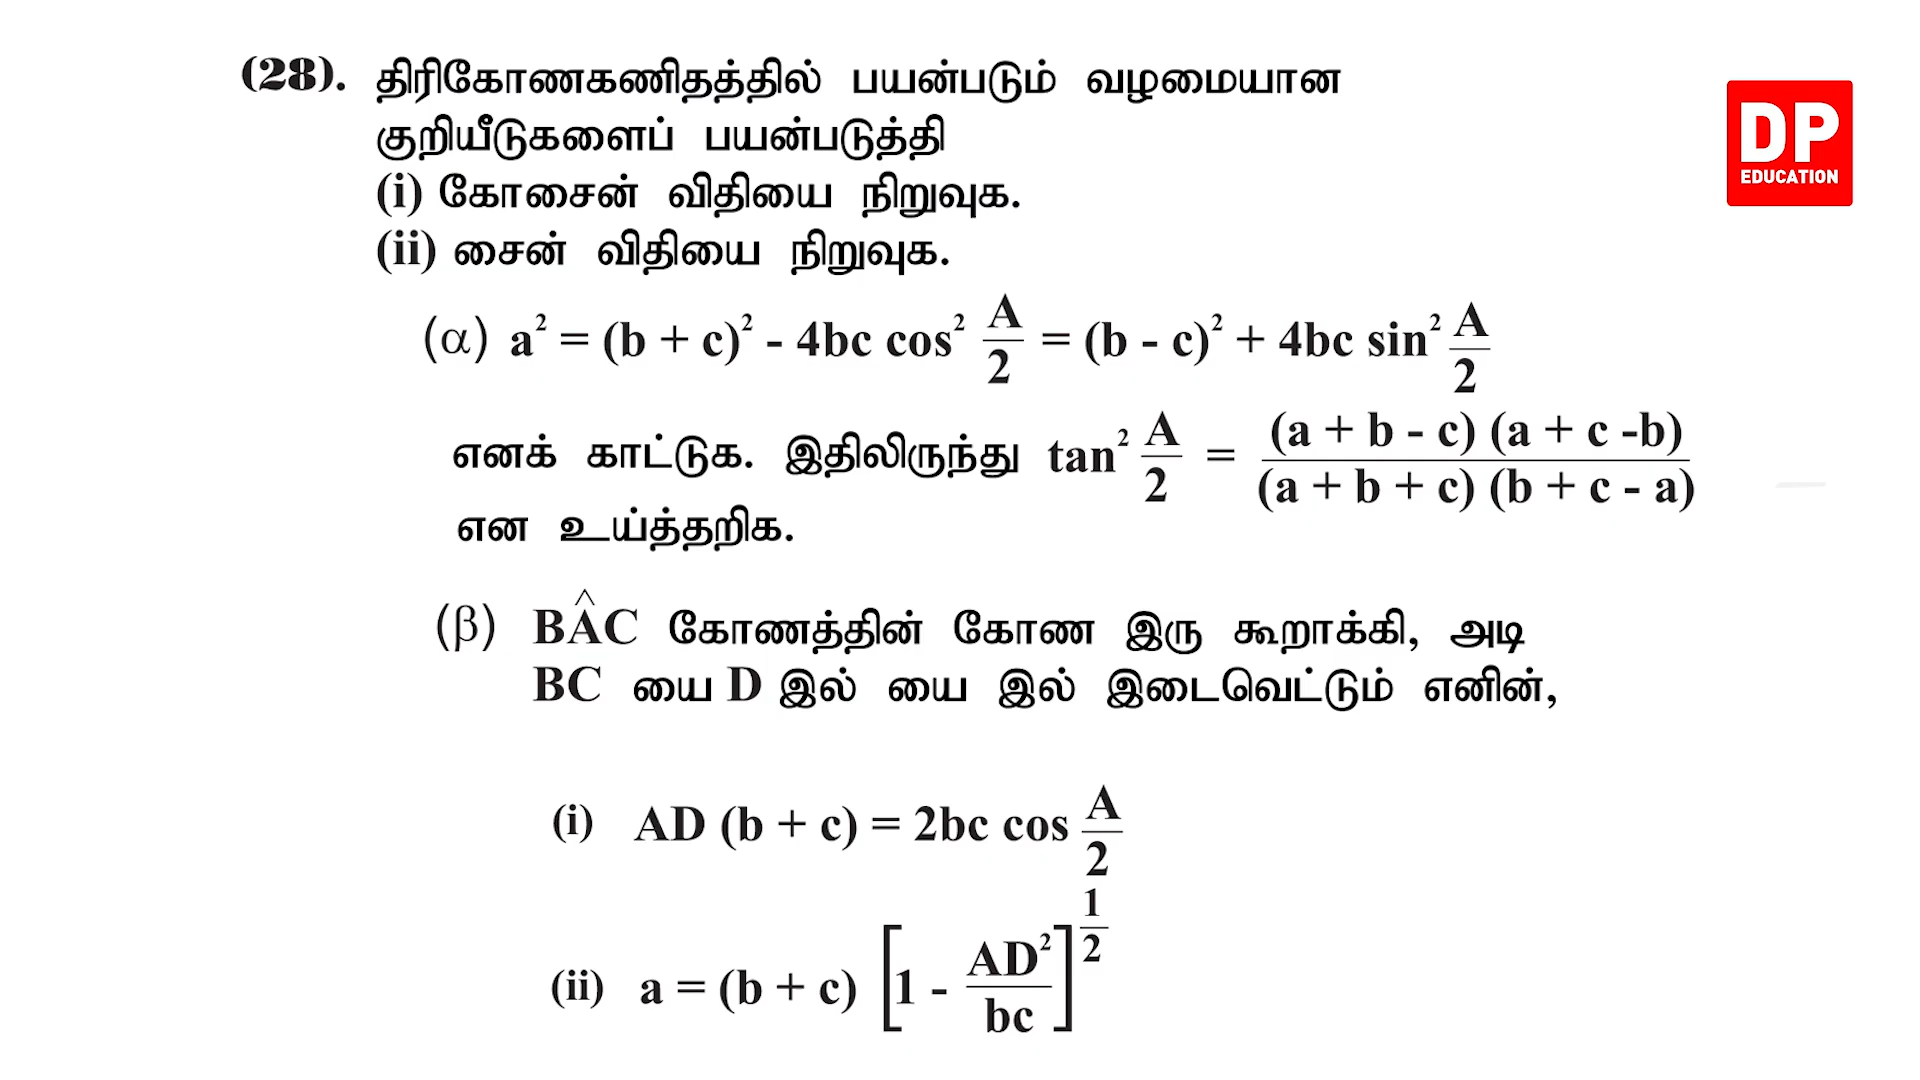 (28). திரிகோணகணிதத்தில் பயன்படும் வழமையான
குறியீடுகளைப் பயன்படுத்தி
(i) கோசைன் விதியை நிறுவுக.
(ii) சைன் விதியை நிறுவுக.
(α) a² = (b + c)² - 4bc cos² A/2 = (b - c)² + 4bc sin² A/2
எனக் காட்டுக. இதிலிருந்து tan² A/2 = (a + b - c) (a + c -b) / (a + b + c) (b + c - a)
என உய்த்தறிக.
(β) BÂC கோணத்தின் கோண இரு கூறாக்கி, அடி
BC யை D இல் யை இல் இடைவெட்டும் எனின்,
(i) AD (b + c) = 2bc cos A/2
(ii) a = (b + c) [1 - AD²/bc]^1/2
DP
EDUCATION